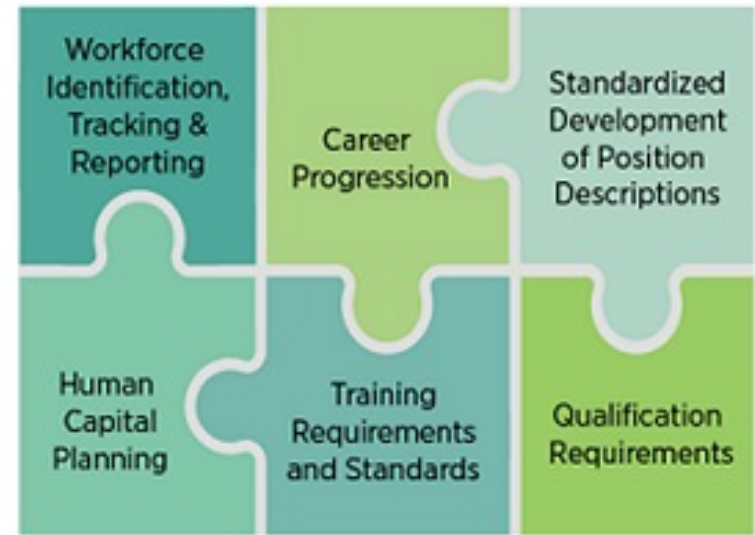 Workforce
Identification,
Tracking &
Reporting
Career
Progression
Standardized
Development
of Position
Descriptions
Human
Capital
Planning
Training
Requirements
and Standards
Qualification
Requirements